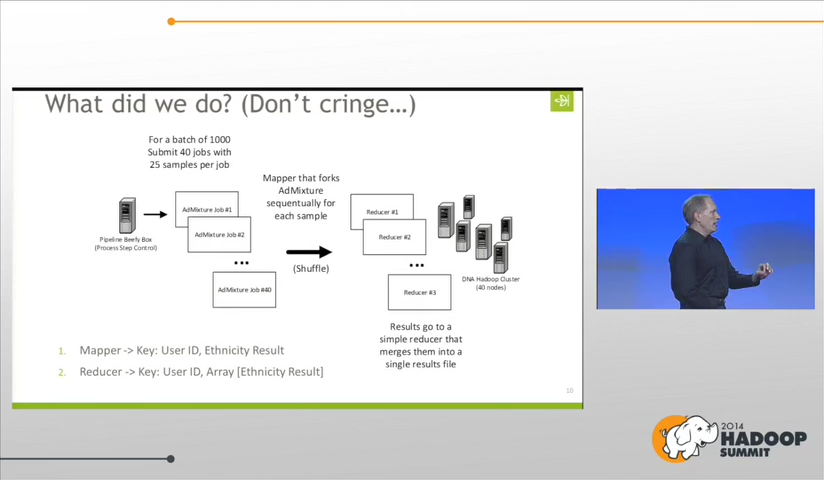 What did we do? (Don't cringe…)
For a batch of 1000
Submit 40 jobs with
25 samples per job
Mapper that forks
AdMixture
sequentually for
each sample
AdMixture Job #1
AdMixture Job #2
•••
AdMixture Job #40
Pipeline Beefy Box
(Process Step Control)
(Shuffle)
Reducer #1
Reducer #2
•••
Reducer #3
DNA Hadoop Cluster
(40 nodes)
Results go to a
simple reducer that
merges them into a
single results file
1. Mapper -> Key: User ID, Ethnicity Result
2. Reducer -> Key: User ID, Array [Ethnicity Result]
10
2014
HADOOP
SUMMIT